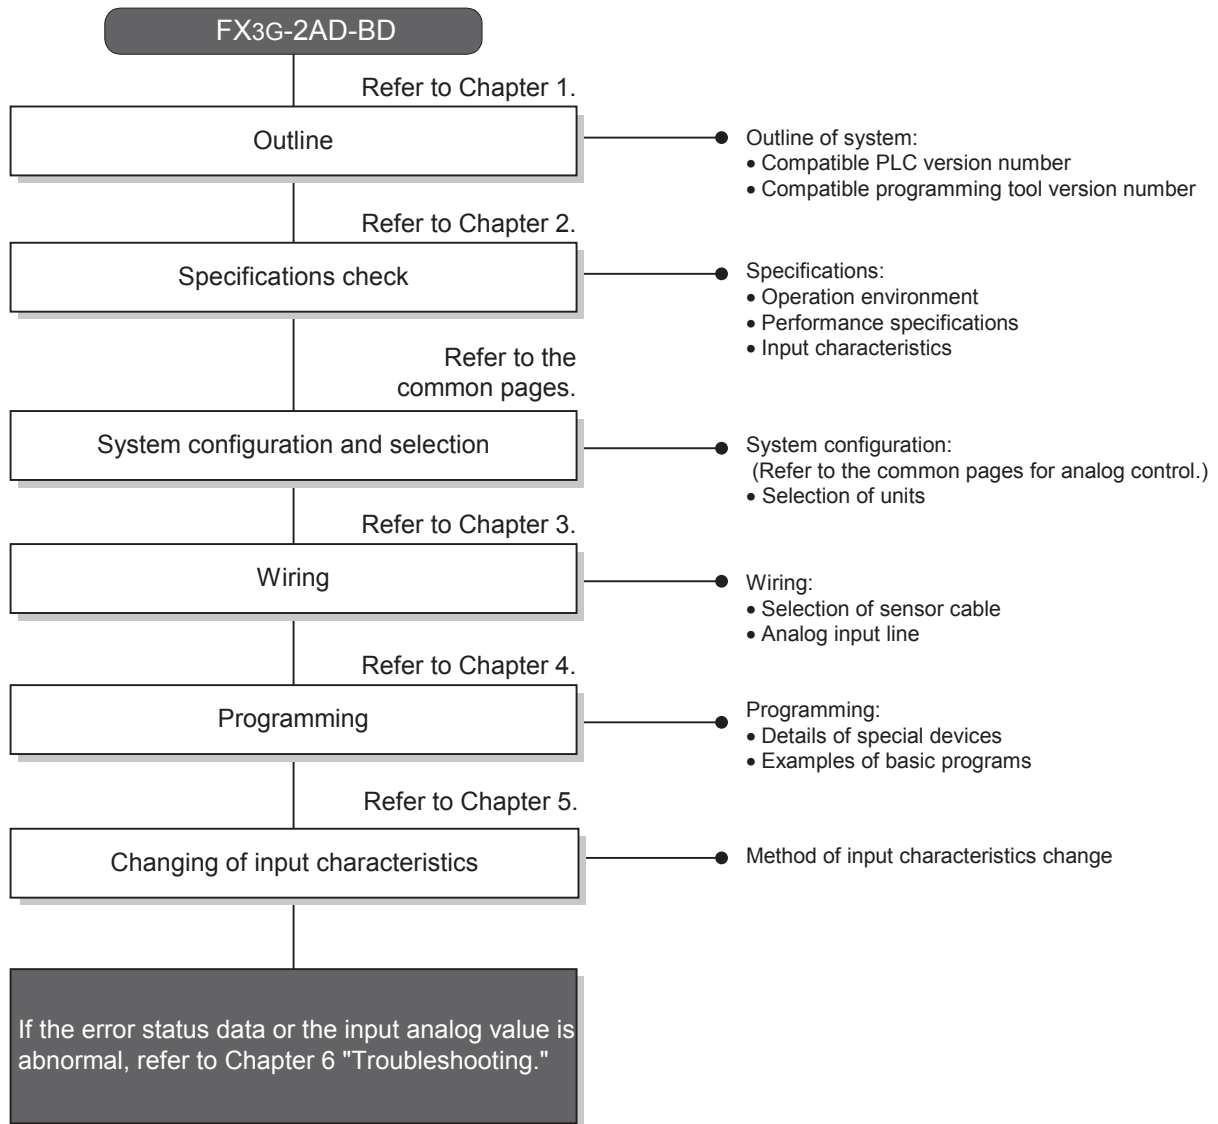 FX3G-2AD-BD
Refer to Chapter 1.
Outline
Outline of system:
• Compatible PLC version number
• Compatible programming tool version number
Refer to Chapter 2.
Specifications check
Specifications:
• Operation environment
• Performance specifications
• Input characteristics
Refer to the
common pages.
System configuration and selection
System configuration:
(Refer to the common pages for analog control.)
• Selection of units
Refer to Chapter 3.
Wiring
Wiring:
• Selection of sensor cable
• Analog input line
Refer to Chapter 4.
Programming
Programming:
• Details of special devices
• Examples of basic programs
Refer to Chapter 5.
Changing of input characteristics
Method of input characteristics change
If the error status data or the input analog value is
abnormal, refer to Chapter 6 "Troubleshooting."